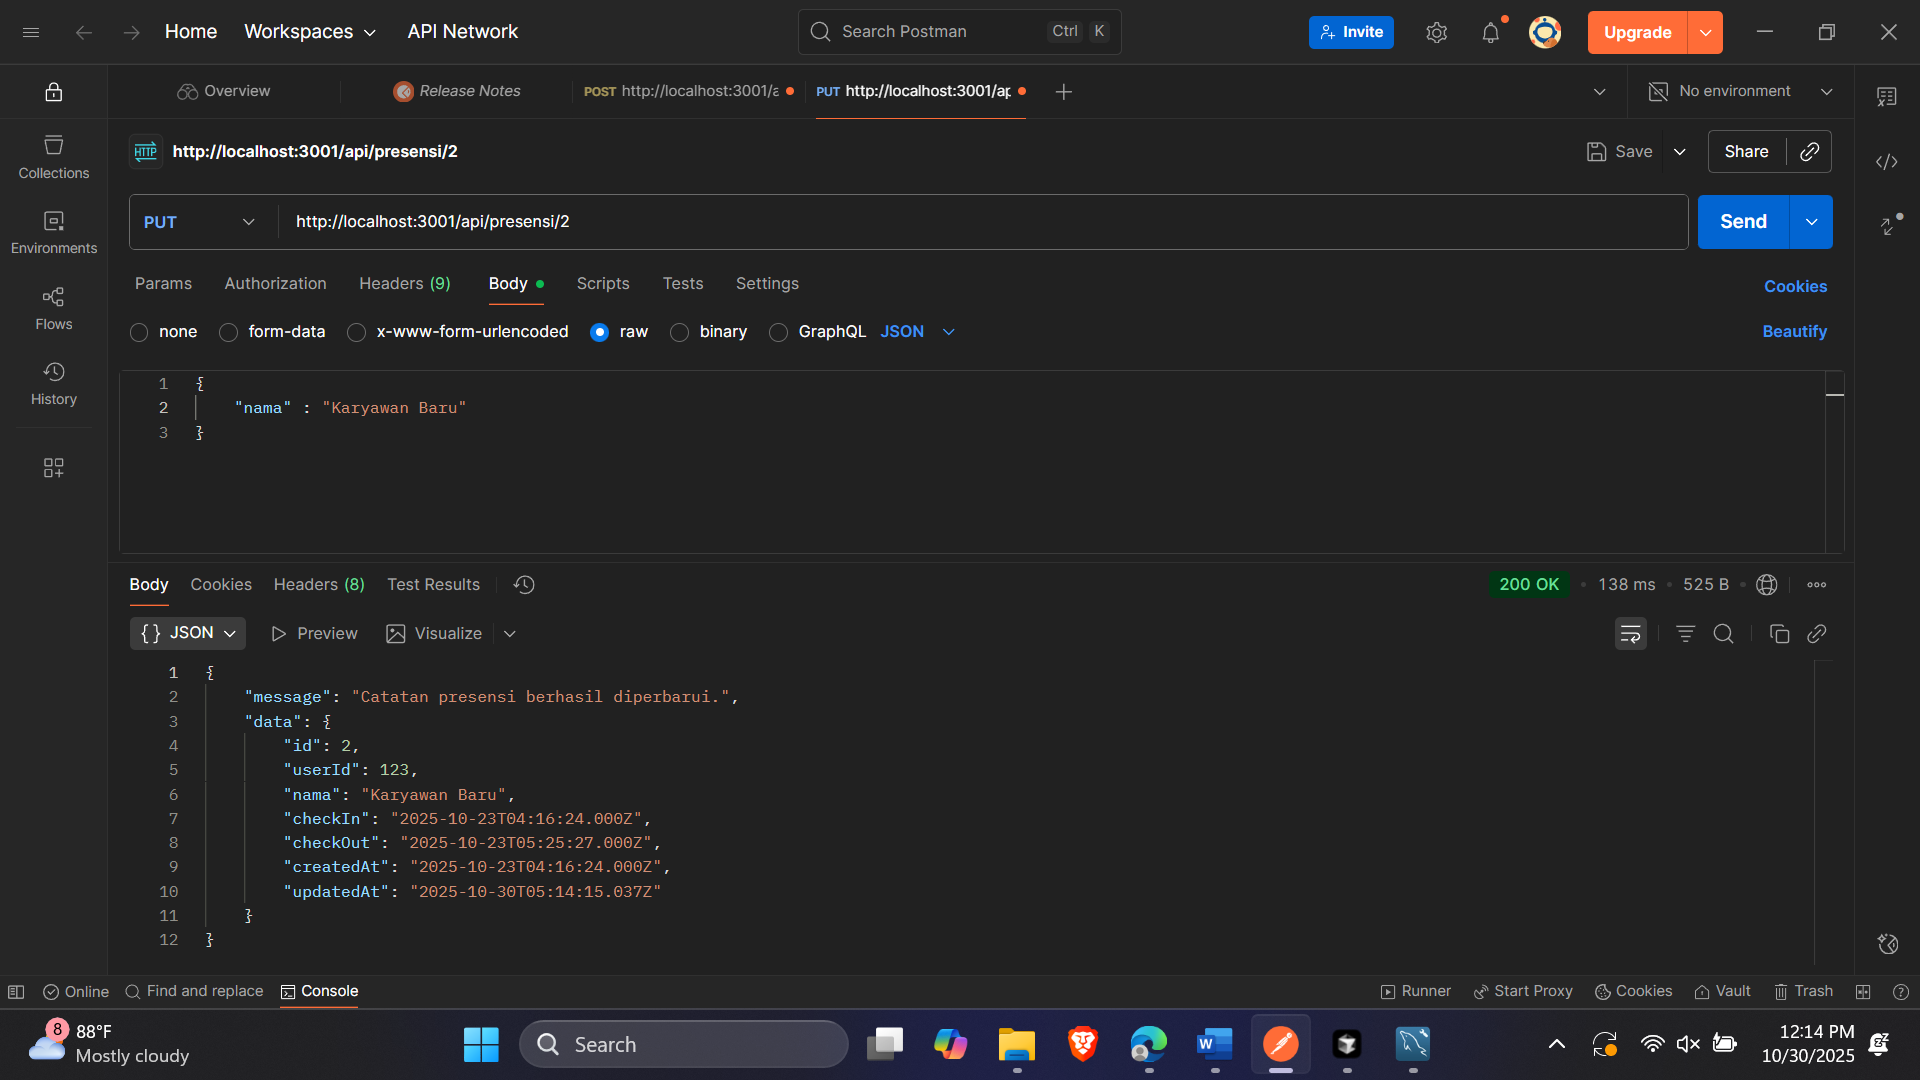 Home Workspaces API Network Search Postman Ctrl K Invite Upgrade
Overview Release Notes POST http://localhost:3001/a PUT http://localhost:3001/ap No environment
HTTP http://localhost:3001/api/presensi/2 Save Share
Collections
PUT http://localhost:3001/api/presensi/2 Send
Environments
Params Authorization Headers (9) Body Scripts Tests Settings Cookies
Flows
none form-data x-www-form-urlencoded raw binary GraphQL JSON Beautify
History
1 {
2 "nama" : "Karyawan Baru"
3 }
Body Cookies Headers (8) Test Results 200 OK • 138 ms • 525 B
{} JSON Preview Visualize
1 {
2 "message": "Catatan presensi berhasil diperbarui.",
3 "data": {
4 "id": 2,
5 "userId": 123,
6 "nama": "Karyawan Baru",
7 "checkIn": "2025-10-23T04:16:24.000Z",
8 "checkOut": "2025-10-23T05:25:27.000Z",
9 "createdAt": "2025-10-23T04:16:24.000Z",
10 "updatedAt": "2025-10-30T05:14:15.037Z"
11 }
12 }
Online Find and replace Console Runner Start Proxy Cookies Vault Trash
8 88°F
Mostly cloudy
Search
W
12:14 PM
10/30/2025